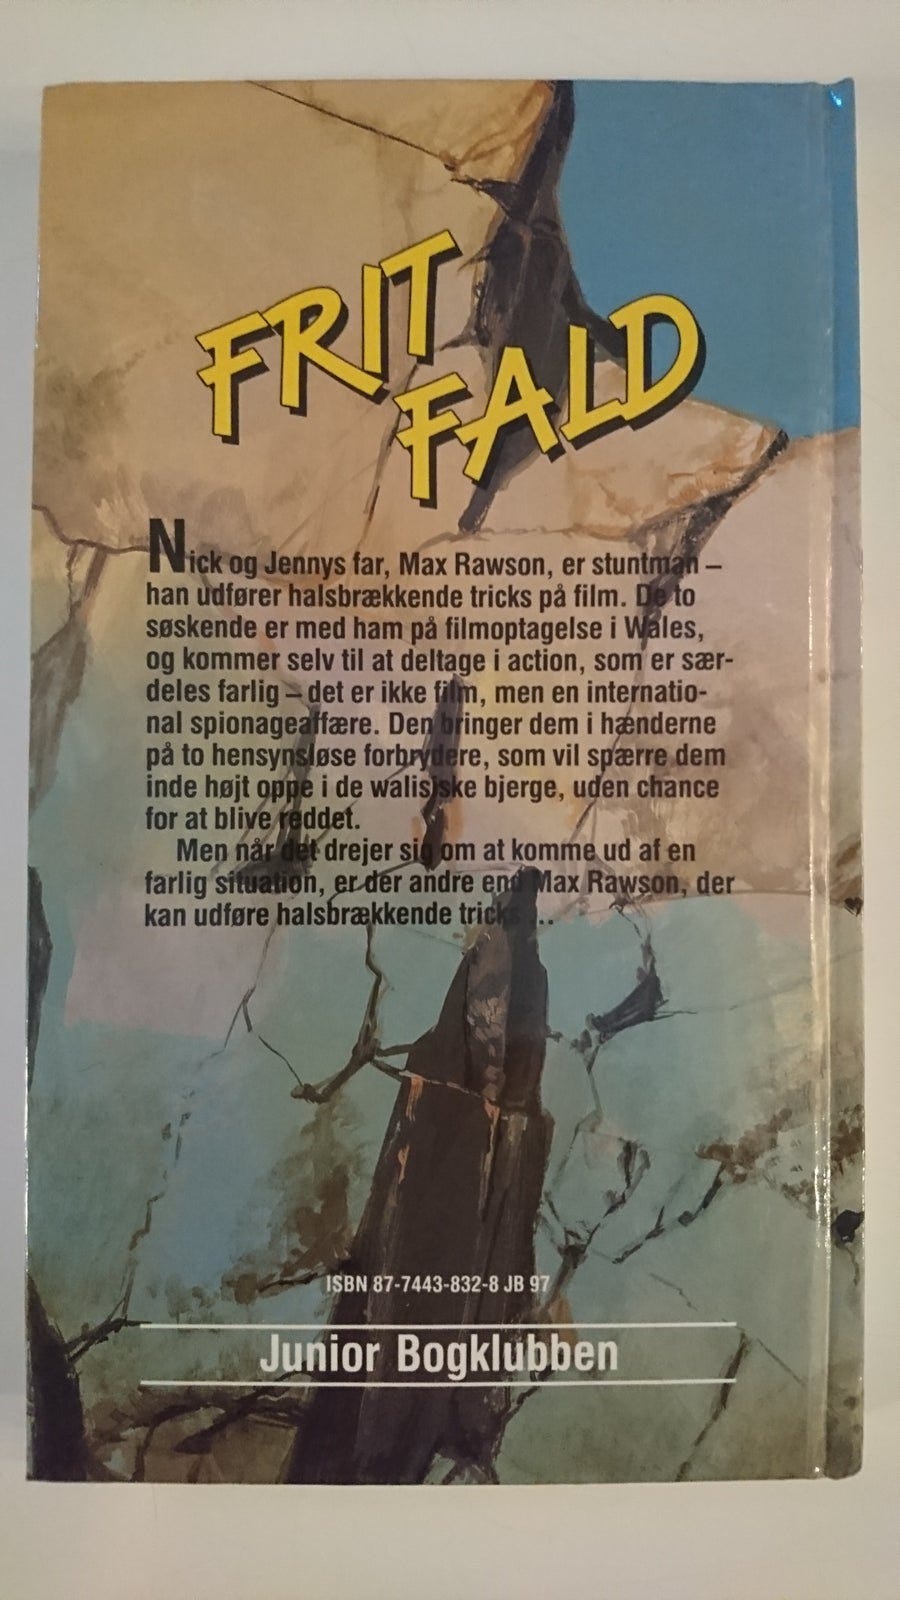 FRIT
FALD
Nick og Jennys far, Max Rawson, er stuntman –
han udfører halsbrækkende tricks på film. De to
søskende er med ham på filmoptagelse i Wales,
og kommer selv til at deltage i action, som er sær-
deles farlig – det er ikke film, men en internatio-
nal spionageaffære. Den bringer dem i hænderne
på to hensynsløse forbrydere, som vil spærre dem
inde højt oppe i de walisiske bjerge, uden chance
for at blive reddet.
Men når det drejer sig om at komme ud af en
farlig situation, er der andre end Max Rawson, der
kan udføre halsbrækkende tricks ...
ISBN 87-7443-832-8 JB 97
Junior Bogklubben